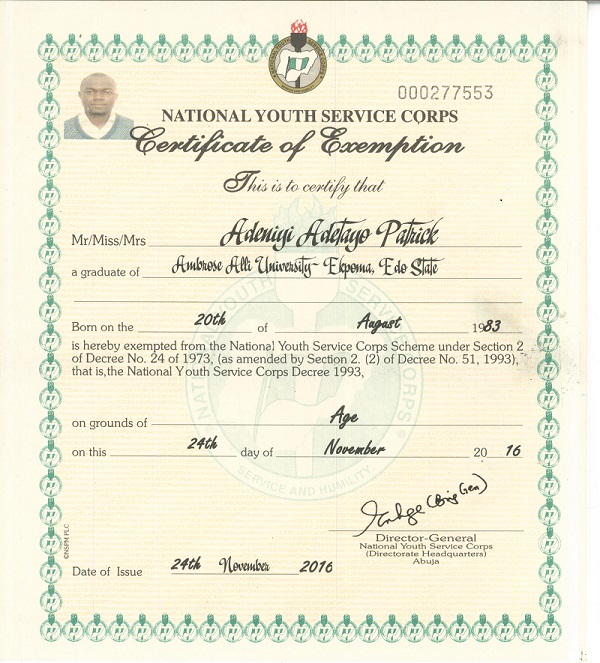 000277553
NATIONAL YOUTH SERVICE CORPS
Certificate of Exemption
This is to certify that
Mr/Miss/Mrs Adeniyi Adetayo Patrick
a graduate of Ambrose Alli University - Ekpoma, Edo State
Born on the 20th of August 1983
is hereby exempted from the National Youth Service Corps Scheme under Section 2
of Decree No. 24 of 1973, (as amended by Section 2. (2) of Decree No. 51, 1993),
that is,the National Youth Service Corps Decree 1993,
on grounds of Age
on this 24th day of November 20 16
(Brig Gen)
Director-General
National Youth Service Corps
(Directorate Headquarters)
Abuja
Date of Issue 24th November 2016
©NSPM PLC
NATIONAL YOUTH SERVICE CORPS
SERVICE AND HUMILITY